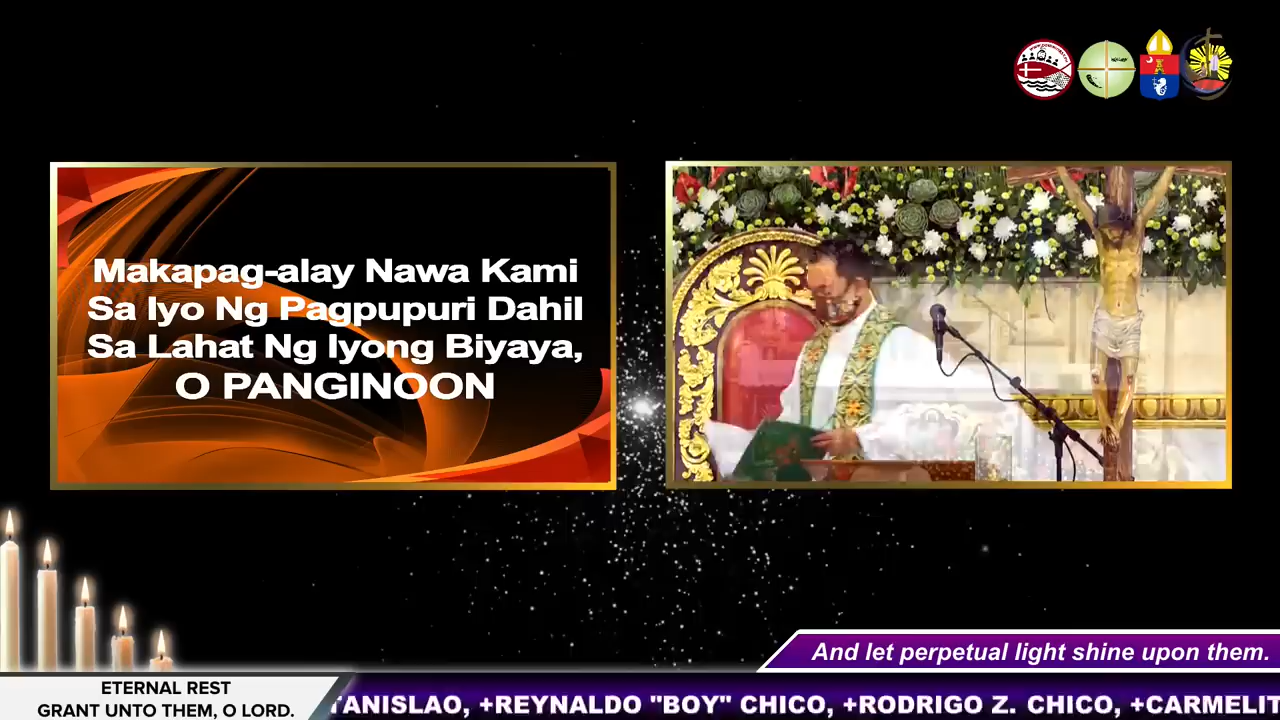 Makapag-alay Nawa Kami
Sa Iyo Ng Pagpupuri Dahil
Sa Lahat Ng Iyong Biyaya,
O PANGINOON
And let perpetual light shine upon them.
ETERNAL REST
GRANT UNTO THEM, O LORD.
TANISLAO, +REYNALDO "BOY" CHICO, +RODRIGO Z. CHICO, +CARMELIT